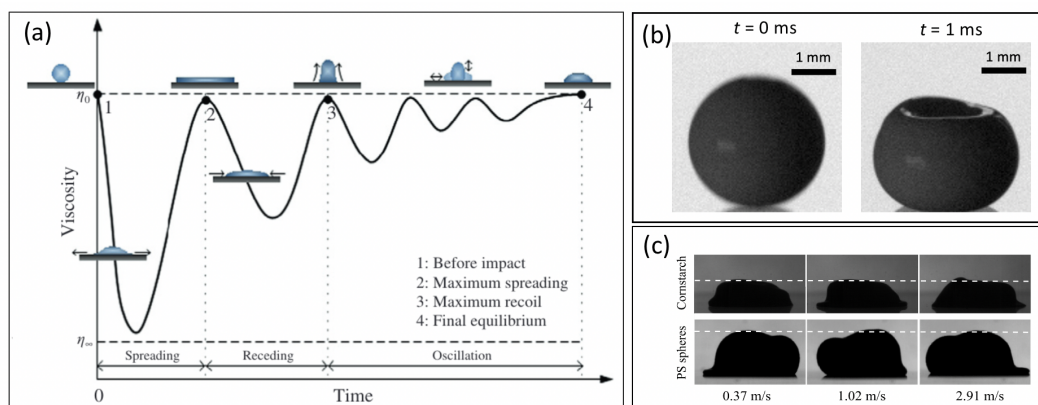 (a)
η₀
1
2
3
4
Viscosity
1: Before impact
2: Maximum spreading
3: Maximum recoil
4: Final equilibrium
η∞
Spreading
Receding
Oscillation
0
Time
(b)
t = 0 ms
t = 1 ms
1 mm
1 mm
(c)
Cornstarch
PS spheres
0.37 m/s
1.02 m/s
2.91 m/s